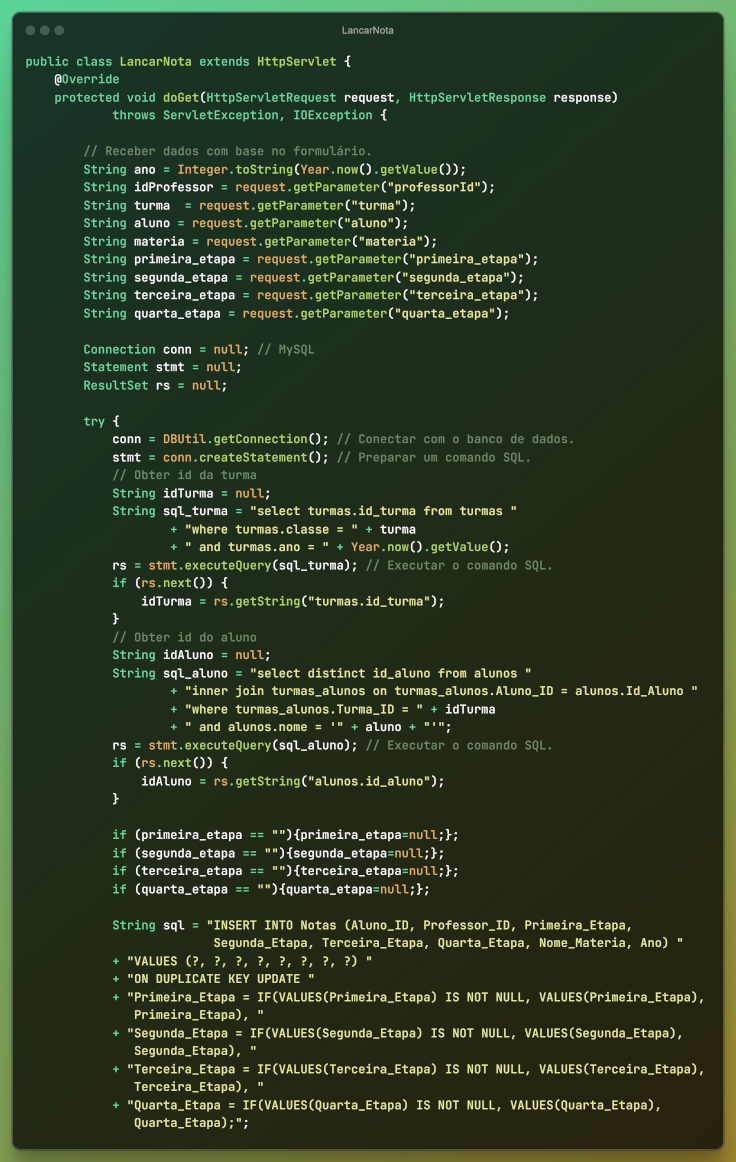 LancarNota
public class LancarNota extends HttpServlet {
    @Override
    protected void doGet(HttpServletRequest request, HttpServletResponse response)
            throws ServletException, IOException {

        // Receber dados com base no formulário.
        String ano = Integer.toString(Year.now().getValue());
        String idProfessor = request.getParameter("professorId");
        String turma  = request.getParameter("turma");
        String aluno = request.getParameter("aluno");
        String materia = request.getParameter("materia");
        String primeira_etapa = request.getParameter("primeira_etapa");
        String segunda_etapa = request.getParameter("segunda_etapa");
        String terceira_etapa = request.getParameter("terceira_etapa");
        String quarta_etapa = request.getParameter("quarta_etapa");

        Connection conn = null; // MySQL
        Statement stmt = null;
        ResultSet rs = null;

        try {
            conn = DBUtil.getConnection(); // Conectar com o banco de dados.
            stmt = conn.createStatement(); // Preparar um comando SQL.
            // Obter id da turma
            String idTurma = null;
            String sql_turma = "select turmas.id_turma from turmas "
                    + "where turmas.classe = " + turma
                    + " and turmas.ano = " + Year.now().getValue();
            rs = stmt.executeQuery(sql_turma); // Executar o comando SQL.
            if (rs.next()) {
                idTurma = rs.getString("turmas.id_turma");
            }
            // Obter id do aluno
            String idAluno = null;
            String sql_aluno = "select distinct id_aluno from alunos "
                    + "inner join turmas_alunos on turmas_alunos.Aluno_ID = alunos.Id_Aluno "
                    + "where turmas_alunos.Turma_ID = " + idTurma
                    + " and alunos.nome = '" + aluno + "'";
            rs = stmt.executeQuery(sql_aluno); // Executar o comando SQL.
            if (rs.next()) {
                idAluno = rs.getString("alunos.id_aluno");
            }

            if (primeira_etapa == ""){primeira_etapa=null;};
            if (segunda_etapa == ""){segunda_etapa=null;};
            if (terceira_etapa == ""){terceira_etapa=null;};
            if (quarta_etapa == ""){quarta_etapa=null;};

            String sql = "INSERT INTO Notas (Aluno_ID, Professor_ID, Primeira_Etapa,
                          Segunda_Etapa, Terceira_Etapa, Quarta_Etapa, Nome_Materia, Ano) "
            + "VALUES (?, ?, ?, ?, ?, ?, ?, ?) "
            + "ON DUPLICATE KEY UPDATE "
            + "Primeira_Etapa = IF(VALUES(Primeira_Etapa) IS NOT NULL, VALUES(Primeira_Etapa),
               Primeira_Etapa), "
            + "Segunda_Etapa = IF(VALUES(Segunda_Etapa) IS NOT NULL, VALUES(Segunda_Etapa),
               Segunda_Etapa), "
            + "Terceira_Etapa = IF(VALUES(Terceira_Etapa) IS NOT NULL, VALUES(Terceira_Etapa),
               Terceira_Etapa), "
            + "Quarta_Etapa = IF(VALUES(Quarta_Etapa) IS NOT NULL, VALUES(Quarta_Etapa),
               Quarta_Etapa);";